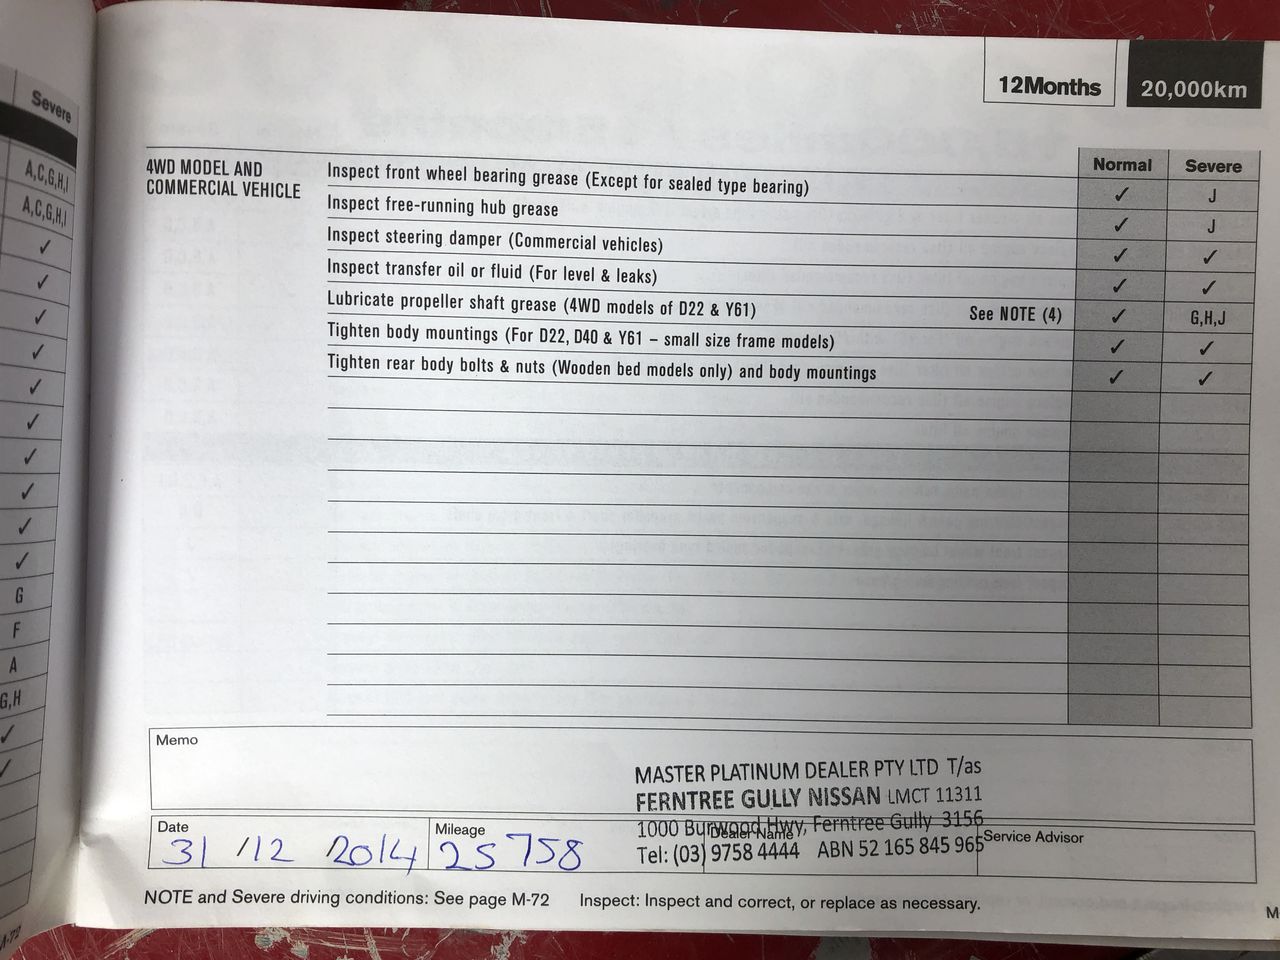 Severe
A,C,G,H,I
A,C,G,H,I
✓
✓
✓
✓
✓
✓
✓
✓
✓
✓
G
F
A
G,H
✓
✓
12Months 20,000km
Normal Severe
4WD MODEL AND
COMMERCIAL VEHICLE
Inspect front wheel bearing grease (Except for sealed type bearing) ✓ J
Inspect free-running hub grease ✓ J
Inspect steering damper (Commercial vehicles) ✓ ✓
Inspect transfer oil or fluid (For level & leaks) ✓ ✓
Lubricate propeller shaft grease (4WD models of D22 & Y61) See NOTE (4) ✓ G,H,J
Tighten body mountings (For D22, D40 & Y61 – small size frame models) ✓ ✓
Tighten rear body bolts & nuts (Wooden bed models only) and body mountings ✓ ✓
Memo
MASTER PLATINUM DEALER PTY LTD T/as
FERNTREE GULLY NISSAN LMCT 11311
1000 Burwood Hwy, Ferntree Gully 3156
Tel: (03) 9758 4444 ABN 52 165 845 965
Date
31 /12 /2014
Mileage
25758
Dealer Name
Service Advisor
NOTE and Severe driving conditions: See page M-72 Inspect: Inspect and correct, or replace as necessary.